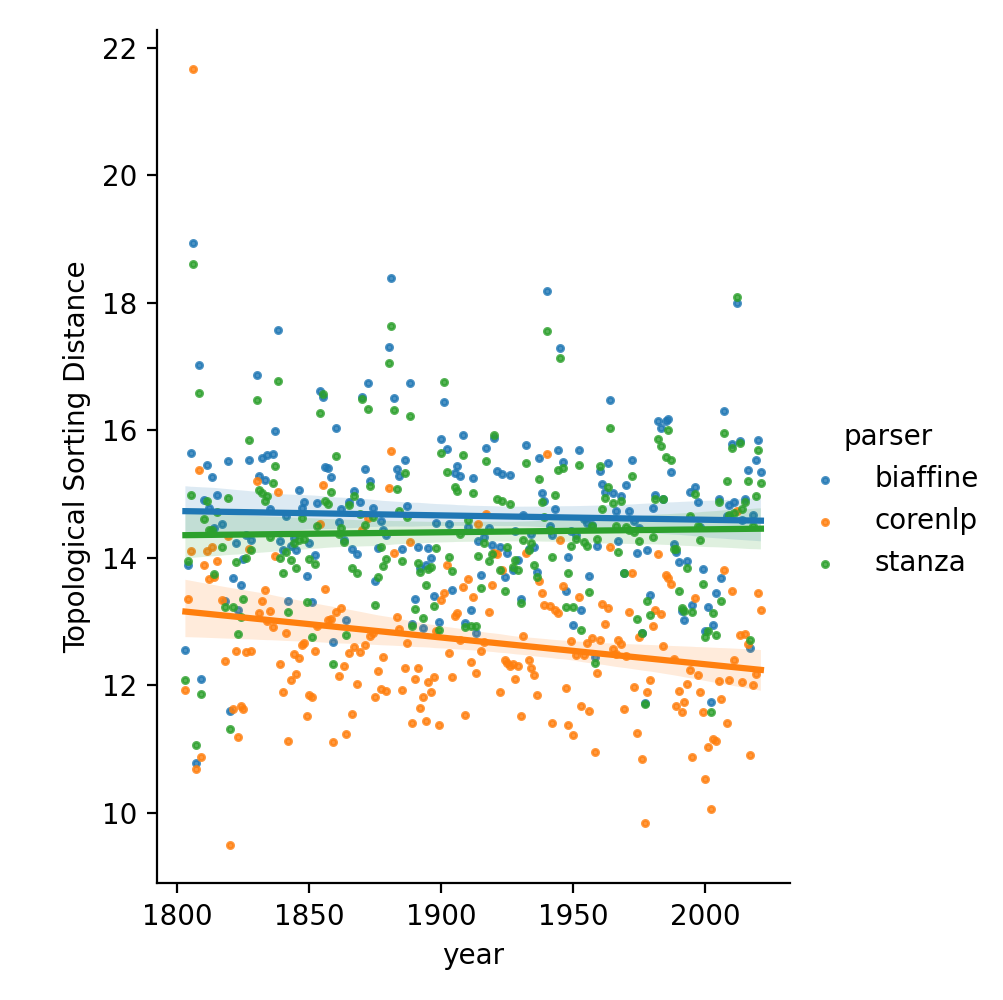 22
20
18
16
14
12
10
Topological Sorting Distance
1800 1850 1900 1950 2000
year
parser
biaffine
corenlp
stanza